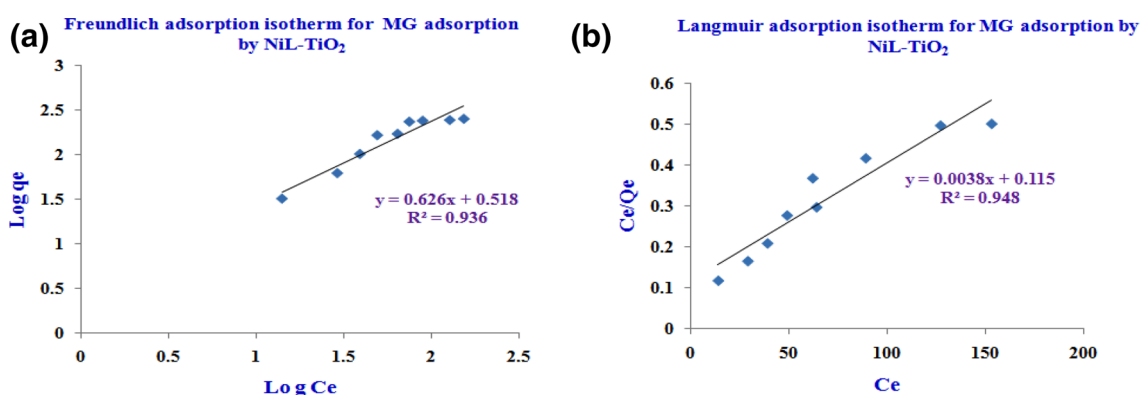 (a)
Freundlich adsorption isotherm for MG adsorption
by NiL-TiO₂
Log qe
3
2.5
2
1.5
1
0.5
0
y = 0.626x + 0.518
R² = 0.936
0 0.5 1 1.5 2 2.5
Lo g Ce
(b)
Langmuir adsorption isotherm for MG adsorption by
NiL-TiO₂
Ce/Qe
0.6
0.5
0.4
0.3
0.2
0.1
0
y = 0.0038x + 0.115
R² = 0.948
0 50 100 150 200
Ce